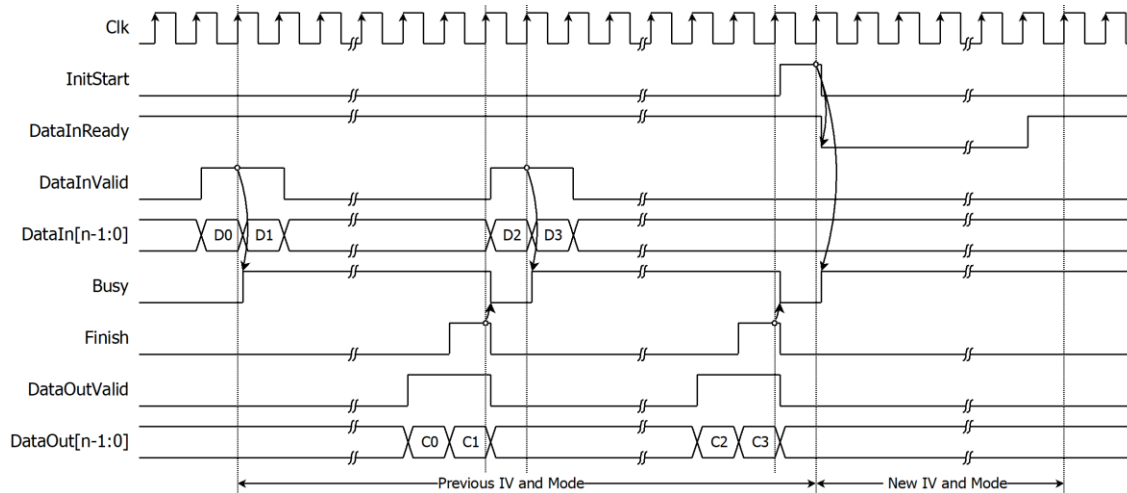 Clk
InitStart
DataInReady
DataInValid
DataIn[n-1:0] D0 D1 D2 D3
Busy
Finish
DataOutValid
DataOut[n-1:0] C0 C1 C2 C3
Previous IV and Mode New IV and Mode